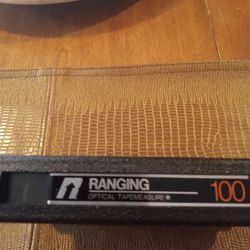 RANGING 100
OPTICAL TAPEMEASURE®